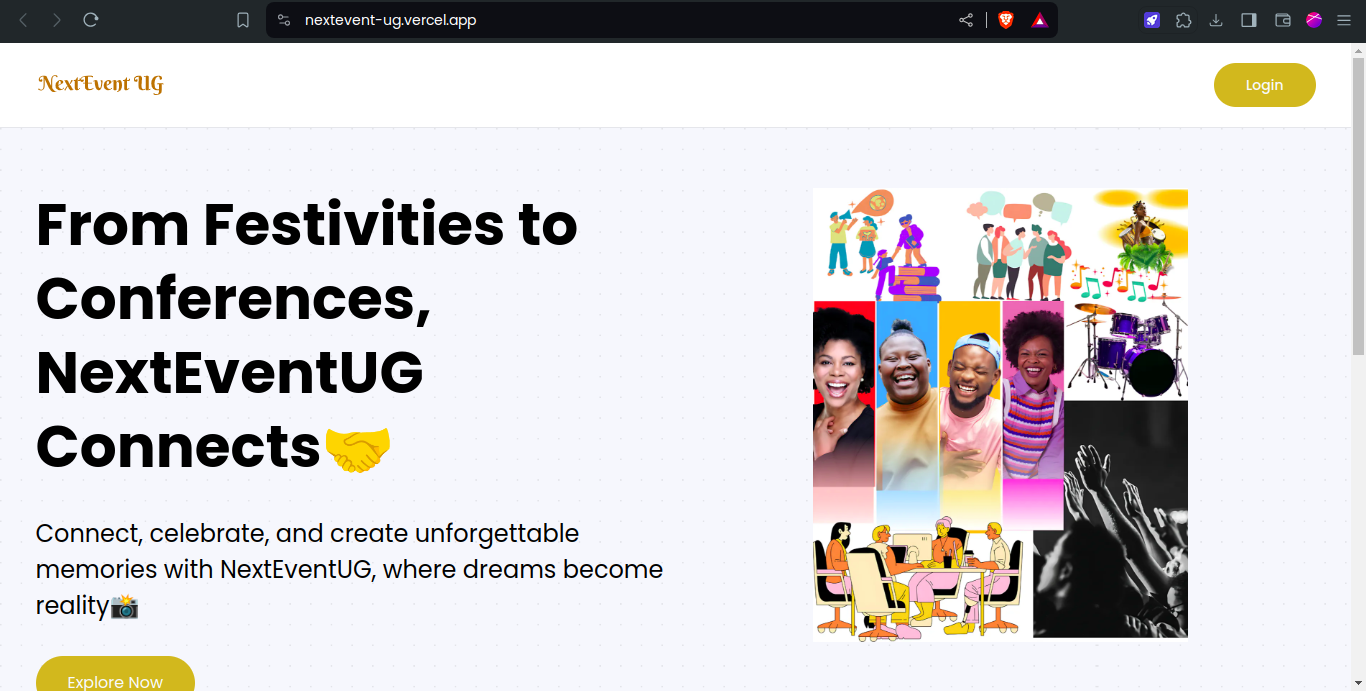 nextevent-ug.vercel.app
NextEvent UG
Login
From Festivities to
Conferences,
NextEventUG
Connects🤝
Connect, celebrate, and create unforgettable
memories with NextEventUG, where dreams become
reality📸
Explore Now